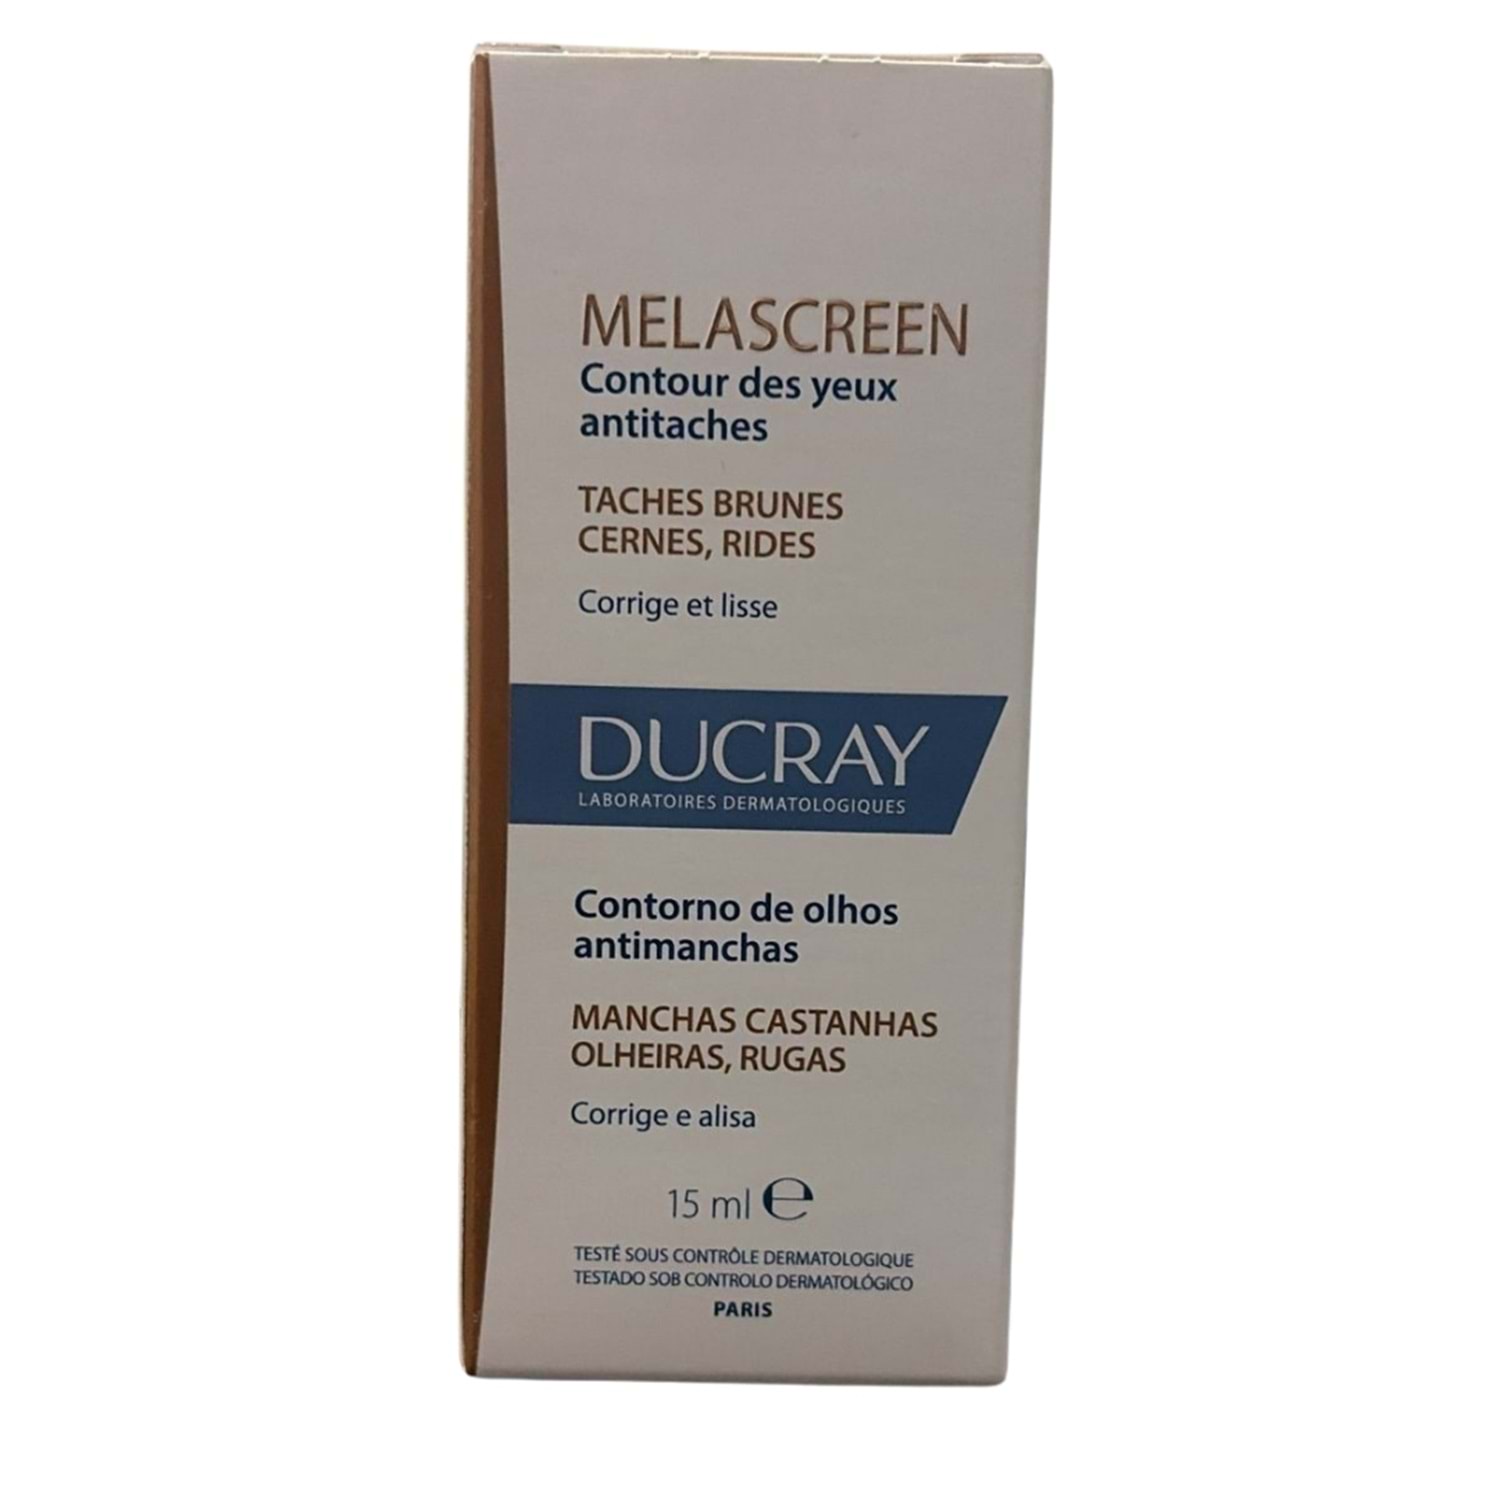 MELASCREEN
Contour des yeux
antitaches
TACHES BRUNES
CERNES, RIDES
Corrige et lisse
DUCRAY
LABORATOIRES DERMATOLOGIQUES
Contorno de olhos
antimanchas
MANCHAS CASTANHAS
OLHEIRAS, RUGAS
Corrige e alisa
15 ml ℮
TESTÉ SOUS CONTRÔLE DERMATOLOGIQUE
TESTADO SOB CONTROLO DERMATOLÓGICO
PARIS